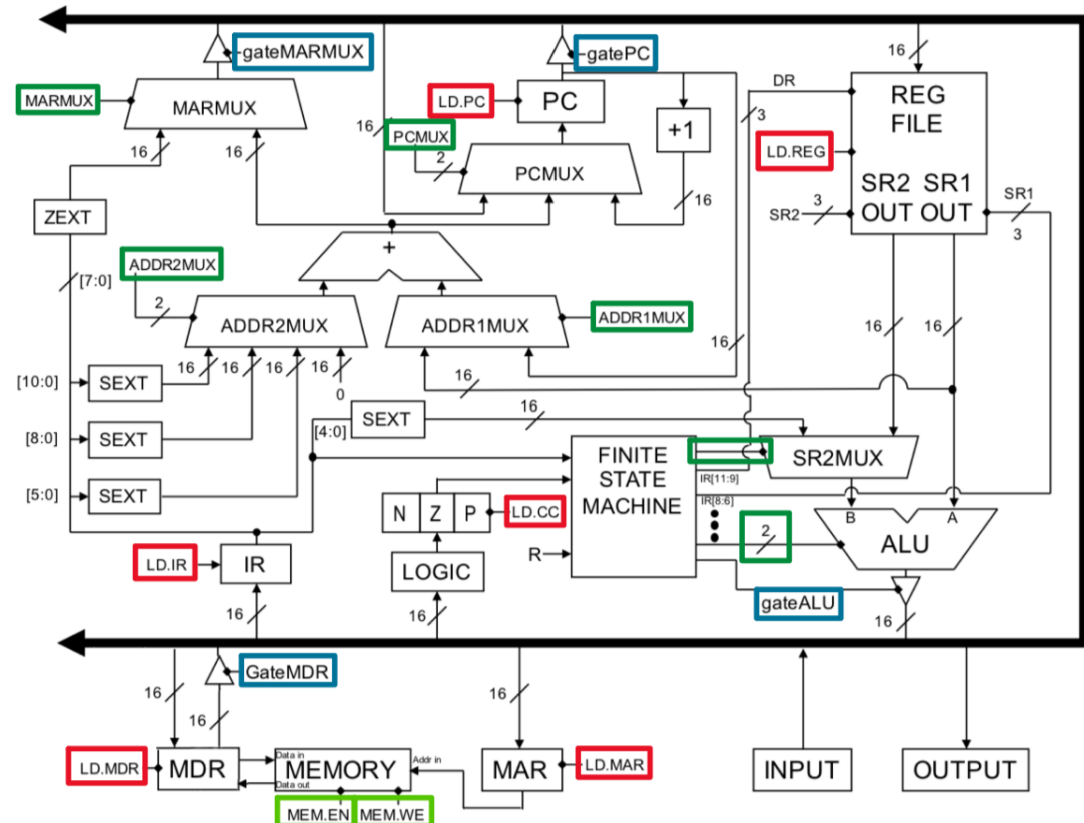 gateMARMUX
gatePC
16
DR
REG
FILE
MARMUX
MARMUX
LD.PC
PC
16
PCMUX
+1
3
LD.REG
2
PCMUX
16
16
16
SR2
OUT
SR1
OUT
ZEXT
SR2
3
SR1
3
+
[7:0]
ADDR2MUX
2
ADDR2MUX
ADDR1MUX
ADDR1MUX
16
16
16
16
16
16
16
16
[10:0]
SEXT
0
16
SEXT
16
[4:0]
[8:0]
SEXT
FINITE
STATE
MACHINE
SR2MUX
IR[11:9]
[5:0]
SEXT
IR[8:6]
N
Z
P
LD.CC
B
A
2
ALU
LD.IR
IR
LOGIC
R
gateALU
16
16
16
GateMDR
16
16
16
LD.MDR
MDR
Data in
Data out
MEMORY
Addr in
MAR
LD.MAR
INPUT
OUTPUT
MEM.EN
MEM.WE